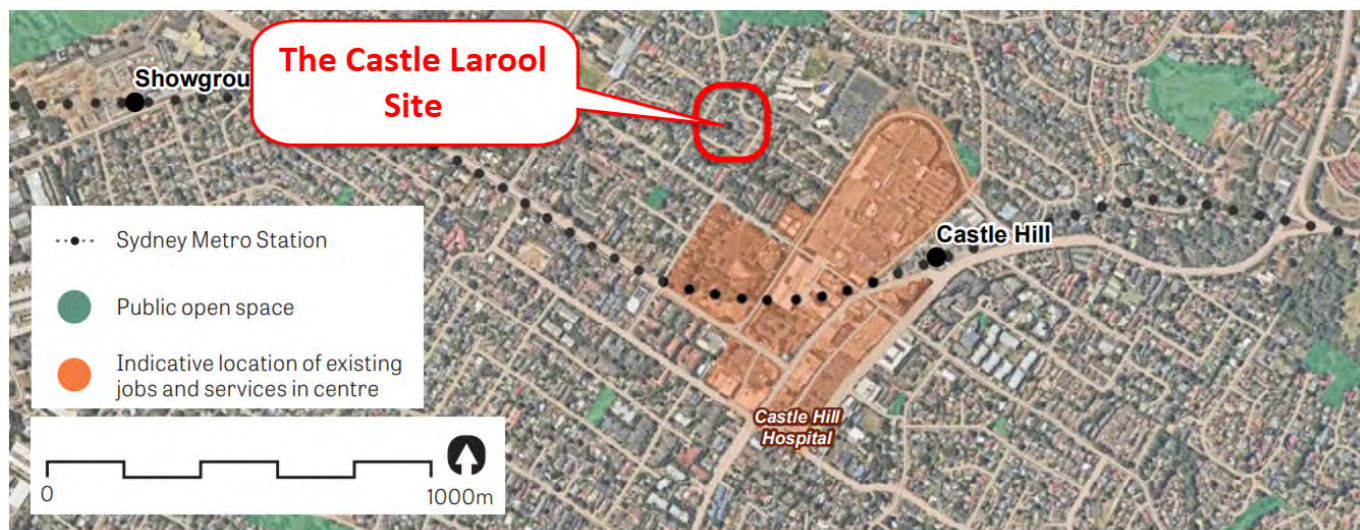 The Castle Larool
Site
Showgrou
Castle Hill
Sydney Metro Station
Public open space
Indicative location of existing
jobs and services in centre
Castle Hill
Hospital
0
1000m